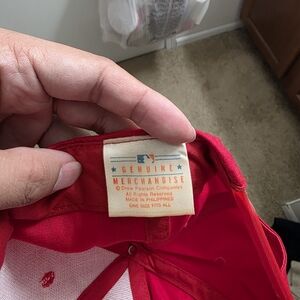 GENUINE
MERCHANDISE
© Drew Pearson Companies
All Rights Reserved
MADE IN PHILIPPINES
ONE SIZE FITS ALL